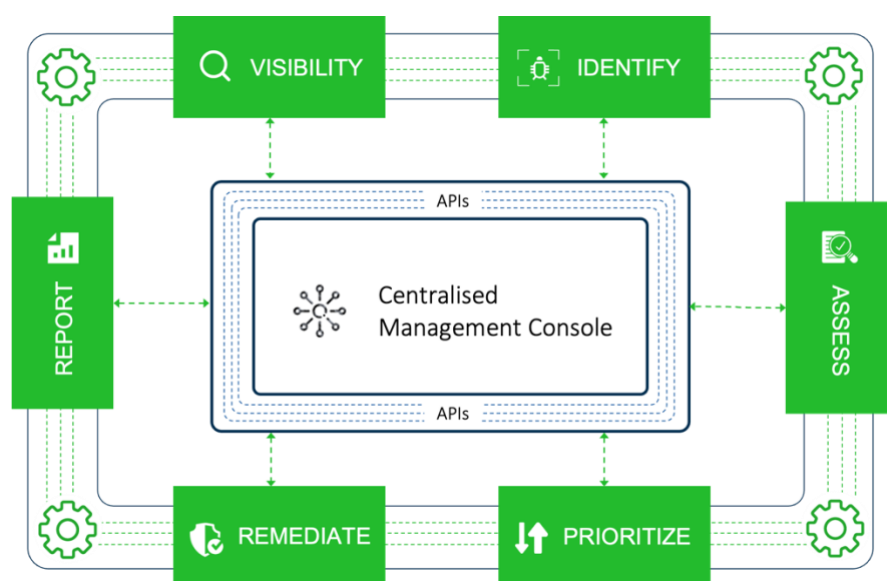 VISIBILITY
IDENTIFY
APIs
REPORT
Centralised
Management Console
ASSESS
APIs
REMEDIATE
PRIORITIZE